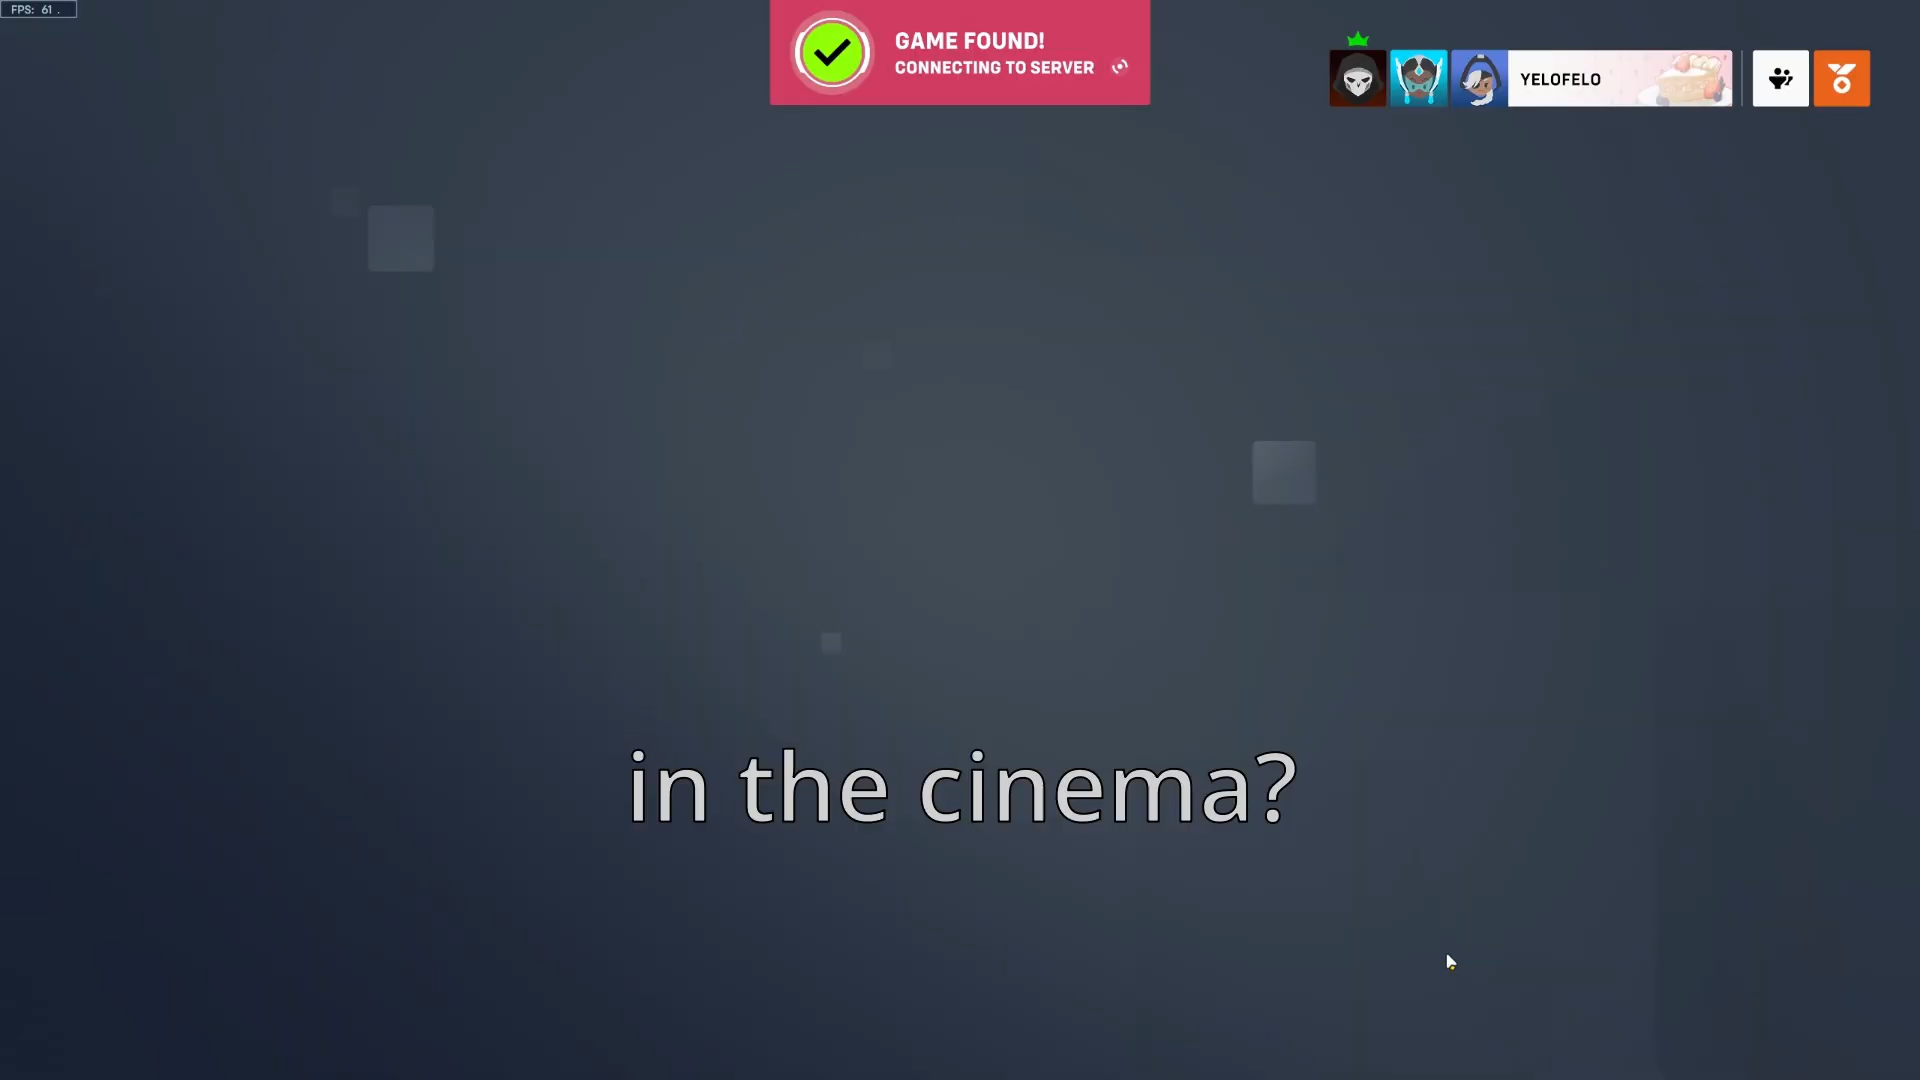 FPS: 61 .
GAME FOUND!
CONNECTING TO SERVER
YELOFELO
in the cinema?